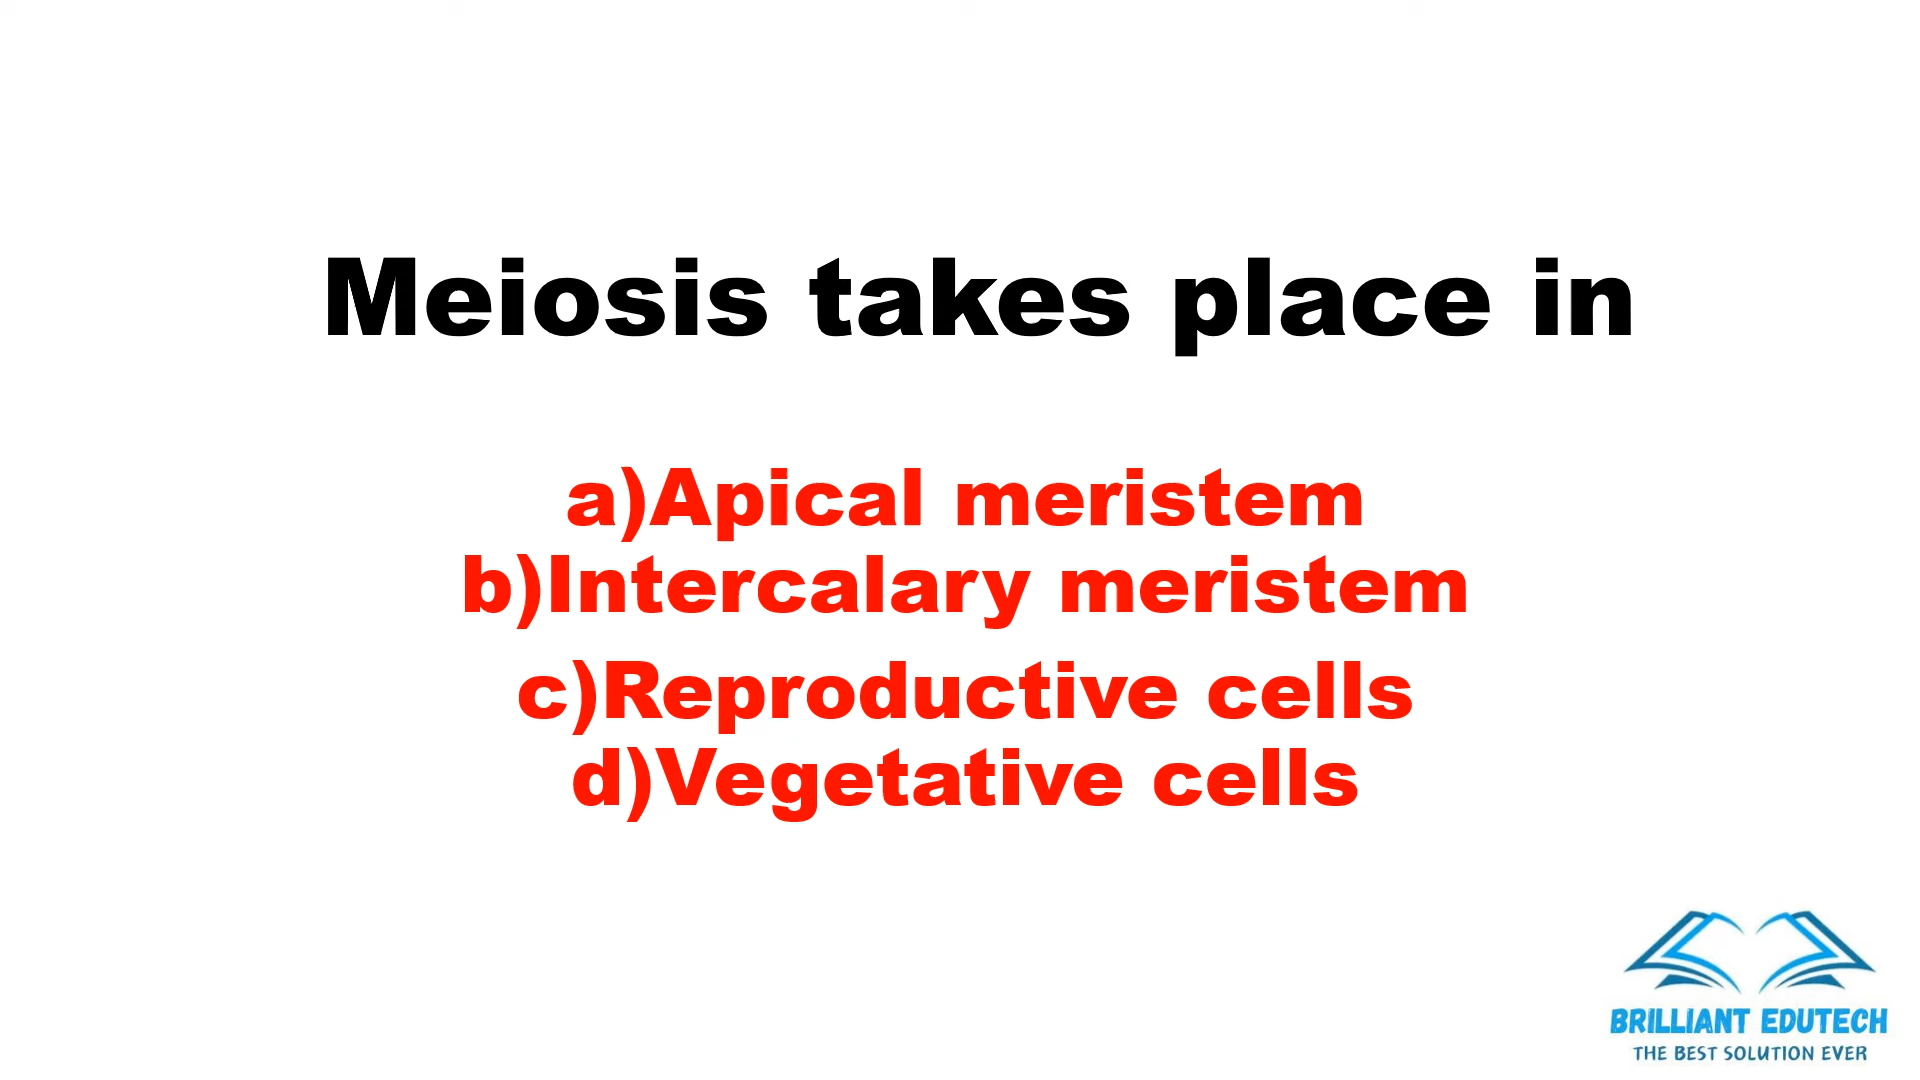 Meiosis takes place in
a)Apical meristem
b)Intercalary meristem
c)Reproductive cells
d)Vegetative cells
BRILLIANT EDUTECH
THE BEST SOLUTION EVER